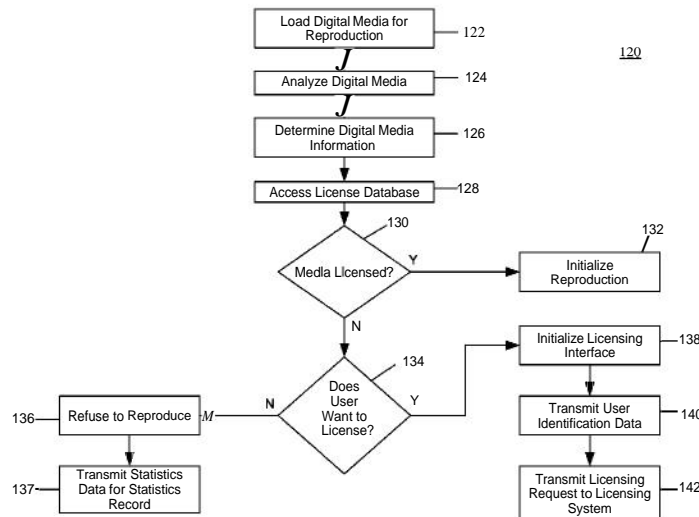 Load Digital Media for
Reproduction
122
120
Analyze Digital Media
124
Determine Digital Media
Information
126
Access License Database
128
130
132
Medla Llcensed?
Y
Initialize
Reproduction
N
134
Initialize Licensing
Interface
138
Does
User
Want to
License?
N
Y
136
Refuse to Reproduce
M
Transmit User
Identification Data
140
137
Transmit Statistics
Data for Statistics
Record
Transmit Licensing
Request to Licensing
System
142